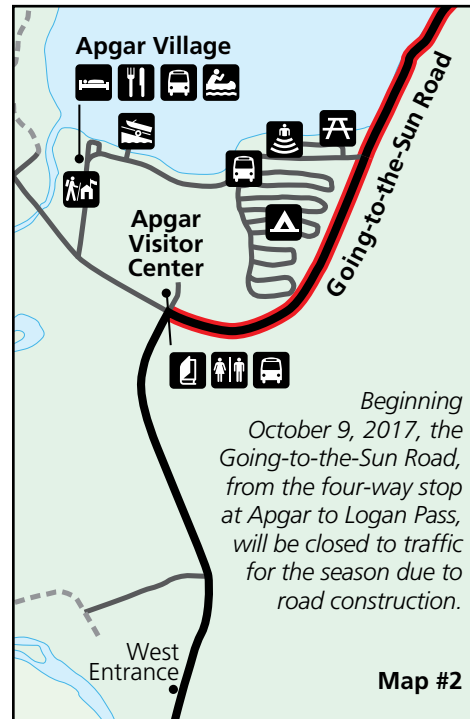 Apgar Village
Going-to-the-Sun Road
Apgar
Visitor
Center
Beginning
October 9, 2017, the
Going-to-the-Sun Road,
from the four-way stop
at Apgar to Logan Pass,
will be closed to traffic
for the season due to
road construction.
West
Entrance
Map #2